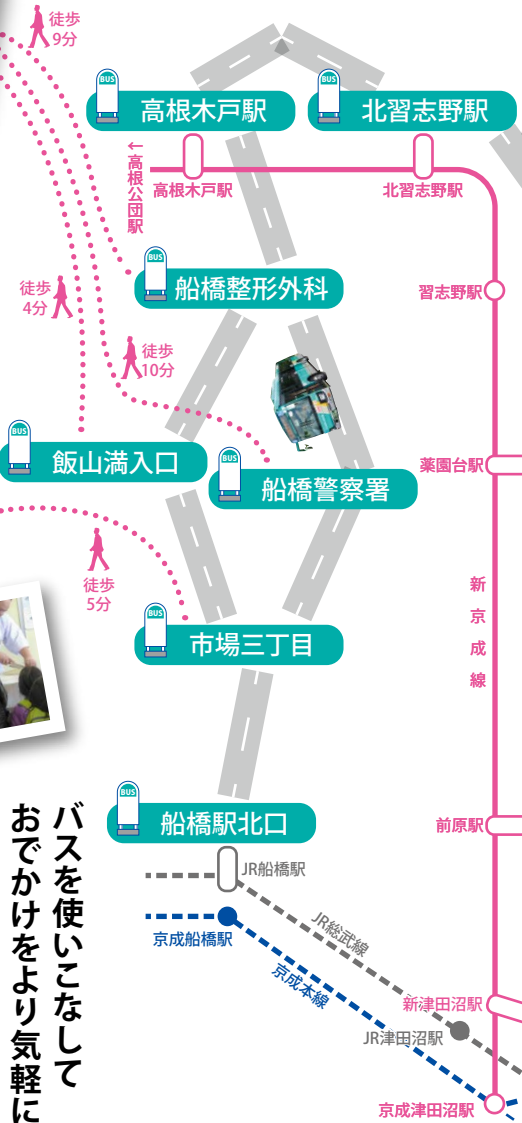 徒歩
9分
BUS
高根木戸駅
BUS
北習志野駅
←高根公団駅
高根木戸駅
北習志野駅
BUS
船橋整形外科
習志野駅
徒歩
4分
徒歩
10分
BUS
飯山満入口
BUS
船橋警察署
薬園台駅
徒歩
5分
新京成線
BUS
市場三丁目
BUS
船橋駅北口
前原駅
JR船橋駅
京成船橋駅
JR総武線
京成本線
新津田沼駅
JR津田沼駅
京成津田沼駅
バスを使いこなして
おでかけをより気軽に